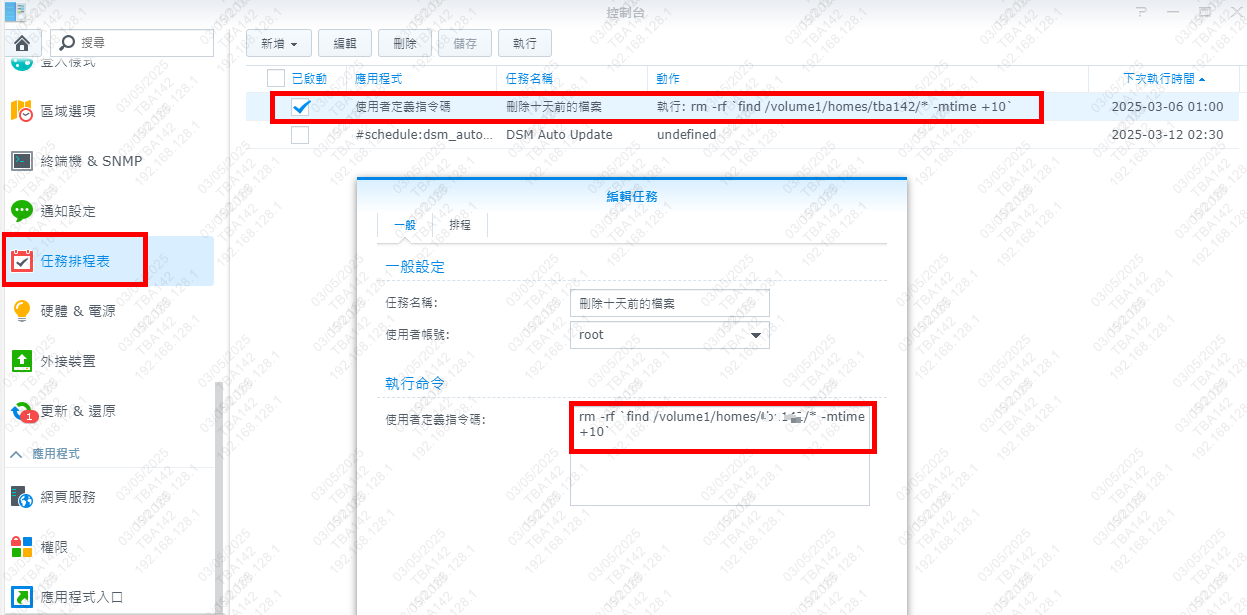 控制台
搜尋
新增
編輯
刪除
儲存
執行
登入樣式
區域選項
終端機 & SNMP
通知設定
任務排程表
硬體 & 電源
外接裝置
更新 & 還原
1
應用程式
網頁服務
權限
應用程式入口
已啟動 應用程式 任務名稱 動作 下次執行時間
使用者定義指令碼 刪除十天前的檔案 執行: rm -rf `find /volume1/homes/tba142/* -mtime +10` 2025-03-06 01:00
#schedule:dsm_auto... DSM Auto Update undefined 2025-03-12 02:30
編輯任務
一般 排程
一般設定
任務名稱: 刪除十天前的檔案
使用者帳號: root
執行命令
使用者定義指令碼: rm -rf `find /volume1/homes/ /* -mtime
+10`
03/05/2025
TBA142
192.168.128.1